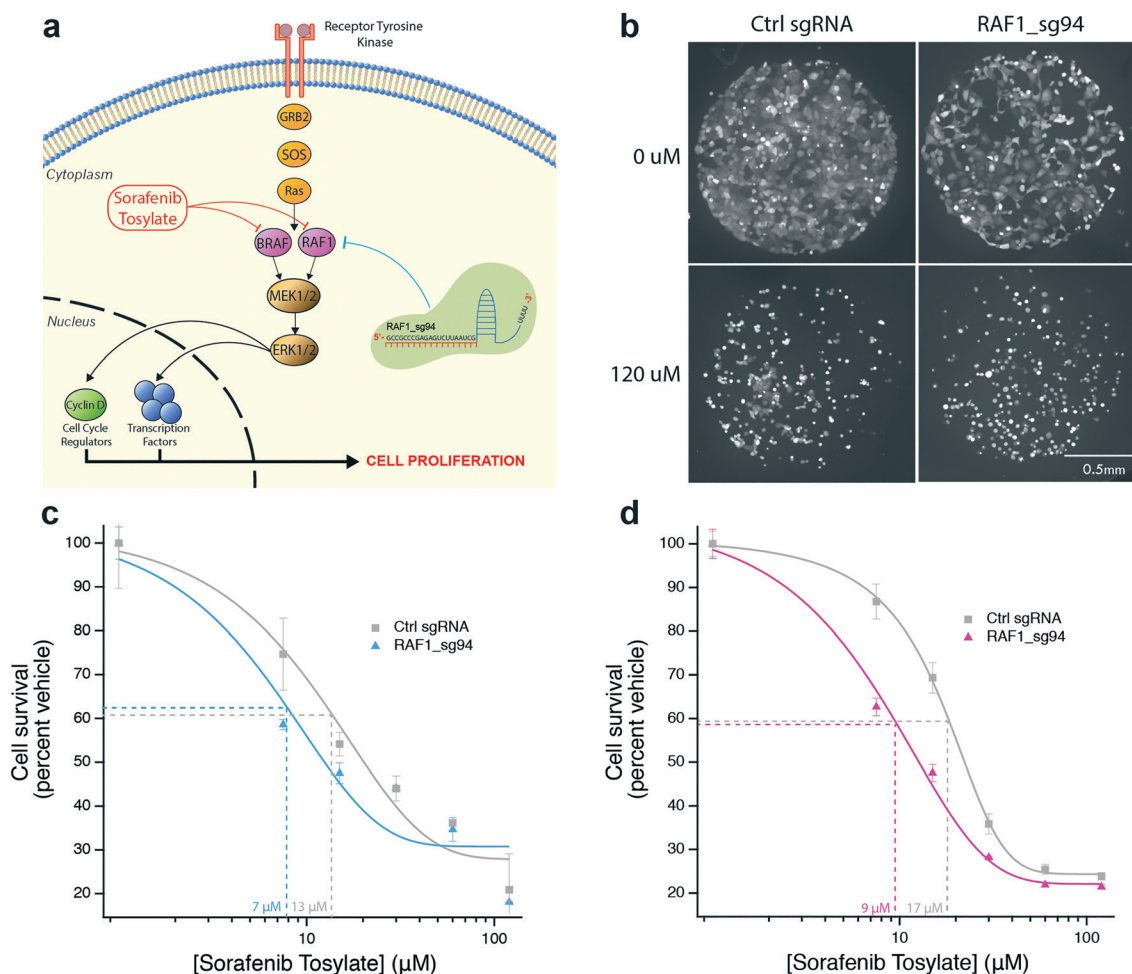 a
Receptor Tyrosine
Kinase
GRB2
SOS
Ras
Cytoplasm
Sorafenib
Tosylate
BRAF
RAF1
MEK1/2
Nucleus
RAF1_sg94
5'- GCCGCCCGAGAGUCUUAAUCG
UUUU -3'
ERK1/2
Cyclin D
Cell Cycle
Regulators
Transcription
Factors
CELL PROLIFERATION
b
Ctrl sgRNA
RAF1_sg94
0 uM
120 uM
0.5mm
c
100
90
80
70
60
50
40
30
20
Cell survival
(percent vehicle)
Ctrl sgRNA
RAF1_sg94
7 μM
13 μM
10
100
[Sorafenib Tosylate] (μM)
d
100
90
80
70
60
50
40
30
20
Cell survival
(percent vehicle)
Ctrl sgRNA
RAF1_sg94
9 μM
17 μM
10
100
[Sorafenib Tosylate] (μM)